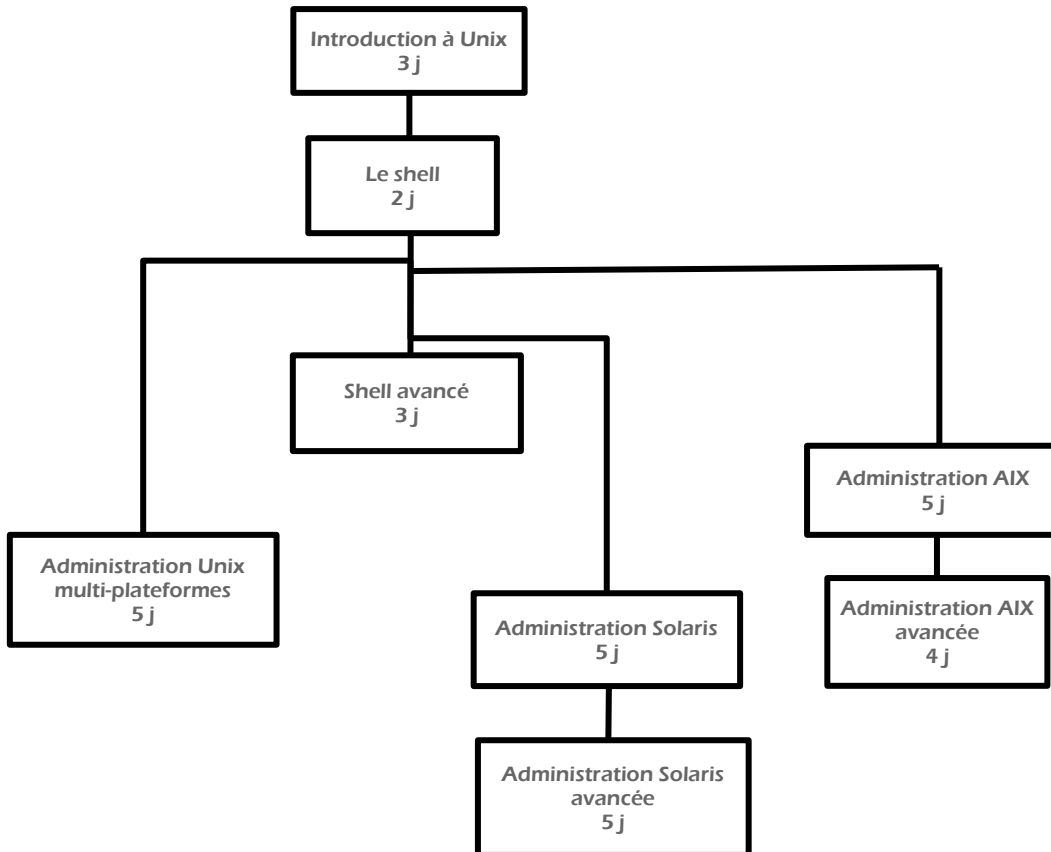 Introduction à Unix
3 j
Le shell
2 j
Shell avancé
3 j
Administration AIX
5 j
Administration Unix
multi-plateformes
5 j
Administration AIX
avancée
4 j
Administration Solaris
5 j
Administration Solaris
avancée
5 j